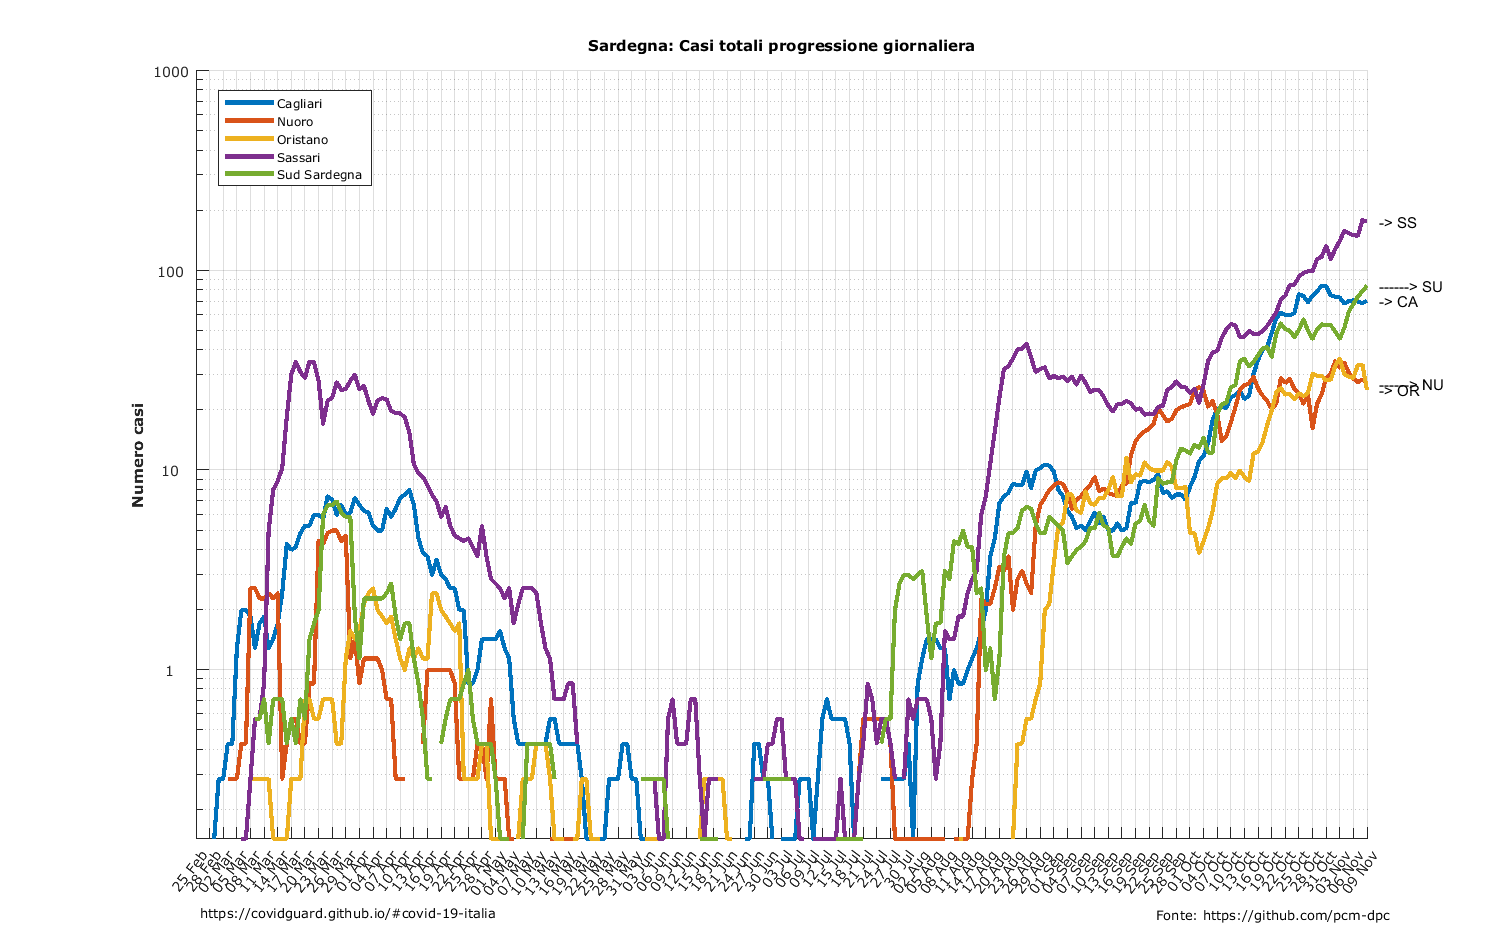 Sardegna: Casi totali progressione giornaliera
1000
100
10
1
Numero casi
Cagliari
Nuoro
Oristano
Sassari
Sud Sardegna
-> SS
------> SU
-> CA
------> NU
-> OR
25 Feb
28 Feb
02 Mar
05 Mar
08 Mar
11 Mar
14 Mar
17 Mar
20 Mar
23 Mar
26 Mar
29 Mar
01 Apr
04 Apr
07 Apr
10 Apr
13 Apr
16 Apr
19 Apr
22 Apr
25 Apr
28 Apr
01 May
04 May
07 May
10 May
13 May
16 May
19 May
22 May
25 May
28 May
31 May
03 Jun
06 Jun
09 Jun
12 Jun
15 Jun
18 Jun
21 Jun
24 Jun
27 Jun
30 Jun
03 Jul
06 Jul
09 Jul
12 Jul
15 Jul
18 Jul
21 Jul
24 Jul
27 Jul
30 Jul
02 Aug
05 Aug
08 Aug
11 Aug
14 Aug
17 Aug
20 Aug
23 Aug
26 Aug
29 Aug
01 Sep
04 Sep
07 Sep
10 Sep
13 Sep
16 Sep
19 Sep
22 Sep
25 Sep
28 Sep
01 Oct
04 Oct
07 Oct
10 Oct
13 Oct
16 Oct
19 Oct
22 Oct
25 Oct
28 Oct
31 Oct
03 Nov
06 Nov
09 Nov
https://covidguard.github.io/#covid-19-italia
Fonte: https://github.com/pcm-dpc